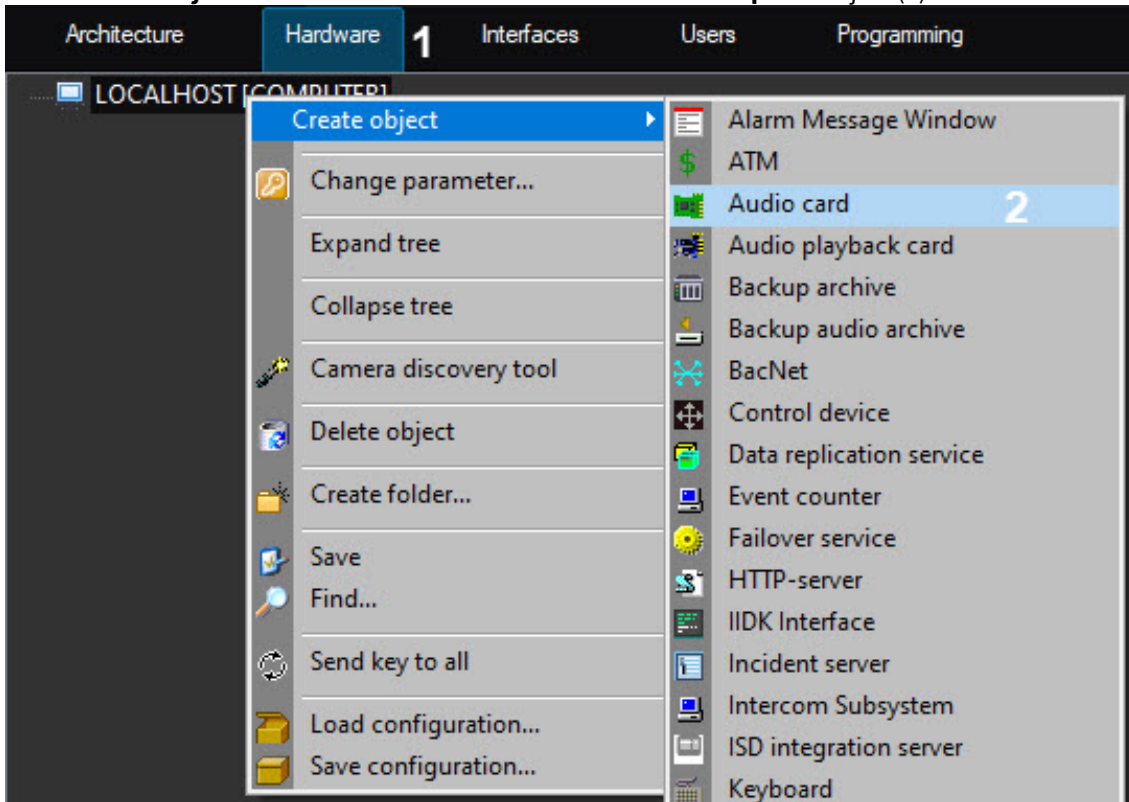 Architecture Hardware 1 Interfaces Users Programming
LOCALHOST [COMPUTER]
Create object
Change parameter...
Expand tree
Collapse tree
Camera discovery tool
Delete object
Create folder...
Save
Find...
Send key to all
Load configuration...
Save configuration...
Alarm Message Window
ATM
Audio card 2
Audio playback card
Backup archive
Backup audio archive
BacNet
Control device
Data replication service
Event counter
Failover service
HTTP-server
IIDK Interface
Incident server
Intercom Subsystem
ISD integration server
Keyboard